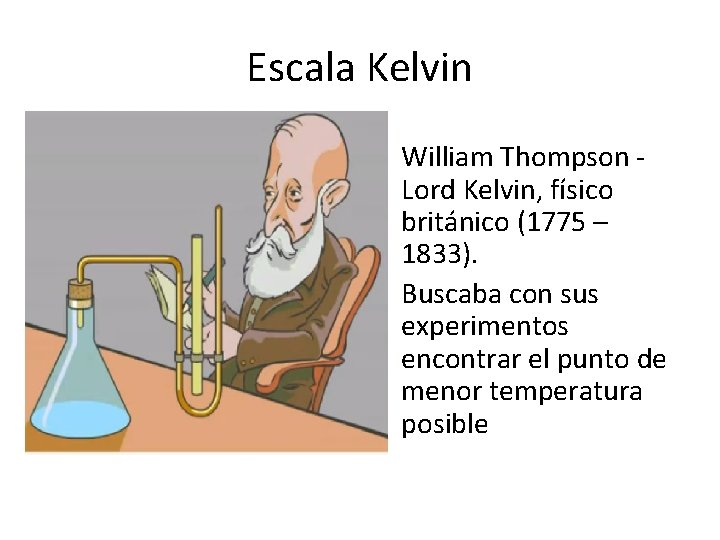 Escala Kelvin
William Thompson -
Lord Kelvin, físico
británico (1775 –
1833).
Buscaba con sus
experimentos
encontrar el punto de
menor temperatura
posible